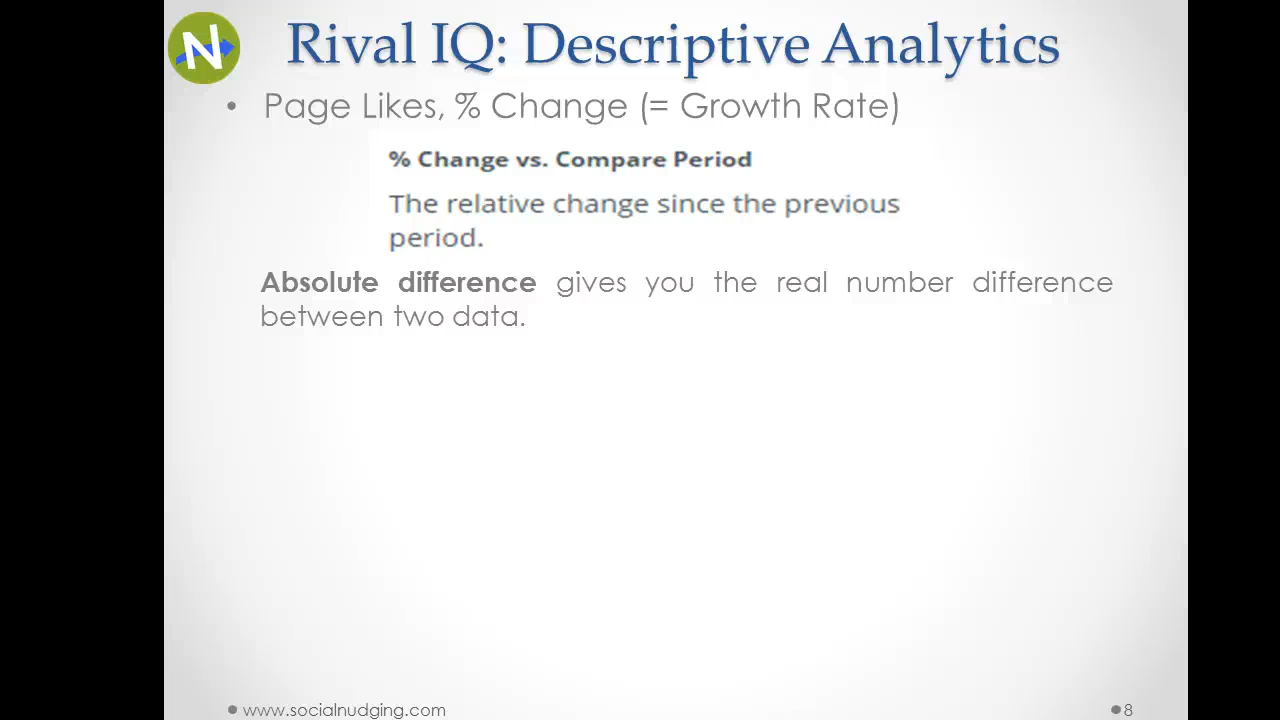 N
Rival IQ: Descriptive Analytics
• Page Likes, % Change (= Growth Rate)
% Change vs. Compare Period
The relative change since the previous
period.
Absolute difference gives you the real number difference
between two data.
www.socialnudging.com
8